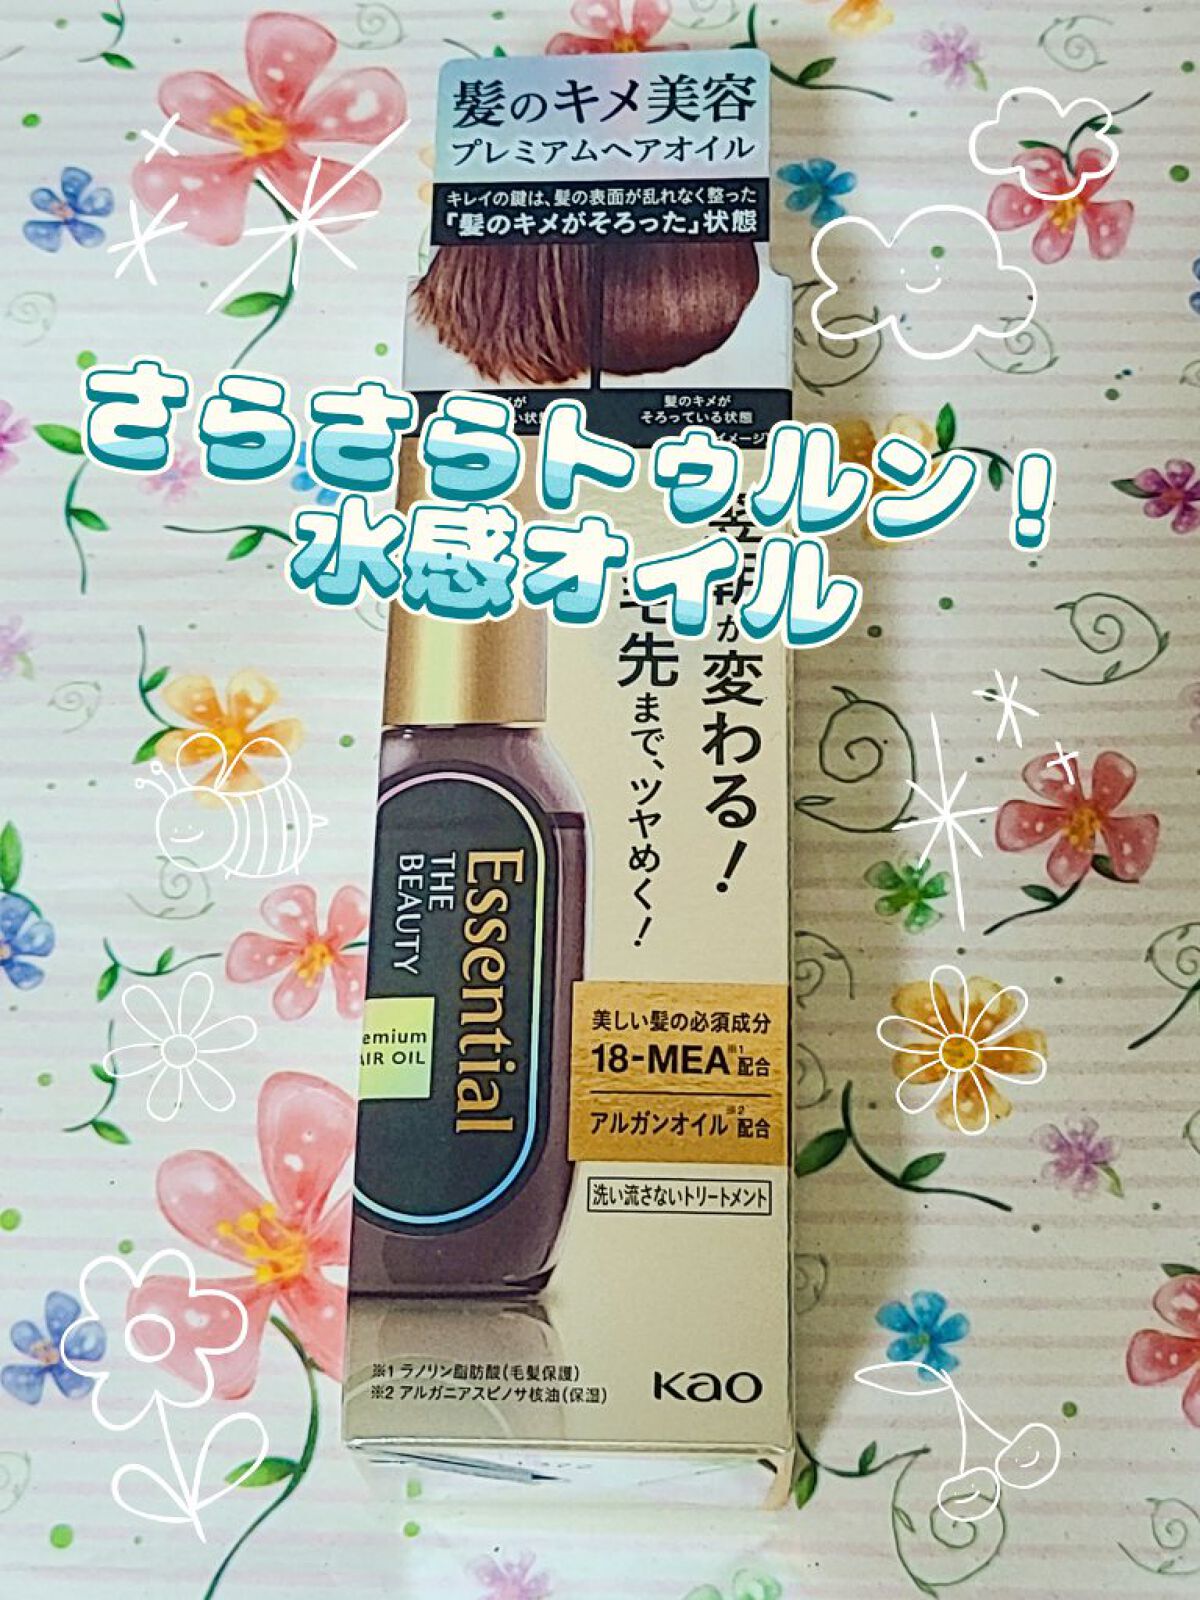 髪のキメ美容
プレミアムヘアオイル
キレイの鍵は、髪の表面が乱れなく整った
「髪のキメがそろった」状態
髪のキメが
そろっている状態
さらさらトゥルン!
水感オイル
が変わる!
毛先まで、ツヤめく!
Essential
THE
BEAUTY
HAIR OIL
美しい髪の必須成分
18-MEA※1配合
アルガンオイル※2配合
洗い流さないトリートメント
※1 ラノリン脂肪酸(毛髪保護)
※2 アルガニアスピノサ核油(保湿)
Kao